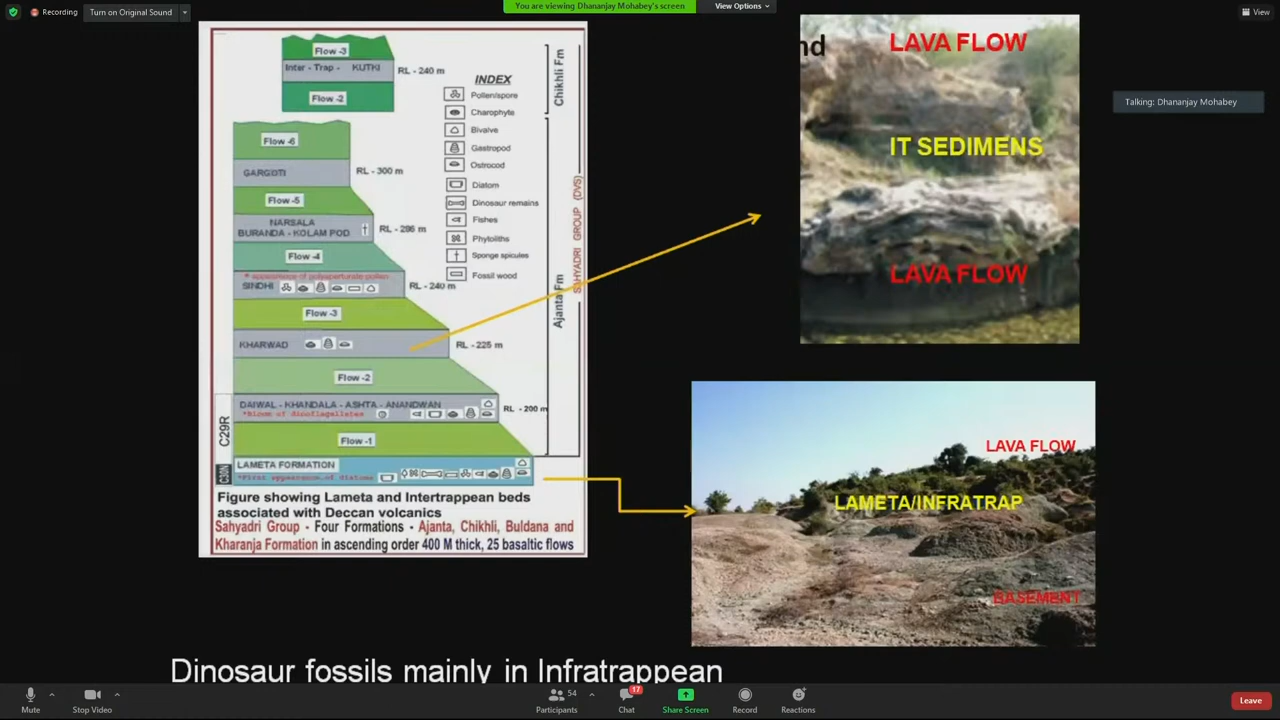 Recording
Turn on Original Sound
You are viewing Dhananjay Mohabey's screen
View Options
View
Talking: Dhananjay Mohabey
nd
Flow -3
Inter - Trap - KUTKI
RL - 240 m
Flow -2
Chikhli Fm
INDEX
Pollen/spore
Charophyte
Bivalve
Gastropod
Ostrocod
Diatom
Dinosaur remains
Fishes
Phytoliths
Sponge spicules
Fossil wood
Flow -6
GARGOTI
RL - 300 m
Flow -5
NARSALA
BURANDA - KOLAM POD
RL - 286 m
Flow -4
SINDHI
RL - 240 m
Flow -3
KHARWAD
RL - 225 m
Flow -2
DAIWAL - KHANDALA - ASHTA - ANANDWAN
RL - 200 m
Flow -1
LAMETA FORMATION
*First appearance of diatoms
C29R
C30N
Ajanta Fm
SAHYADRI GROUP (DVS)
Figure showing Lameta and Intertrappean beds
associated with Deccan volcanics
Sahyadri Group - Four Formations - Ajanta, Chikhli, Buldana and
Kharanja Formation in ascending order 400 M thick, 25 basaltic flows
LAVA FLOW
IT SEDIMENS
LAVA FLOW
LAVA FLOW
LAMETA/INFRATRAP
BASEMENT
Dinosaur fossils mainly in Infratrappean
Mute
Stop Video
54
Participants
17
Chat
Share Screen
Record
Reactions
Leave